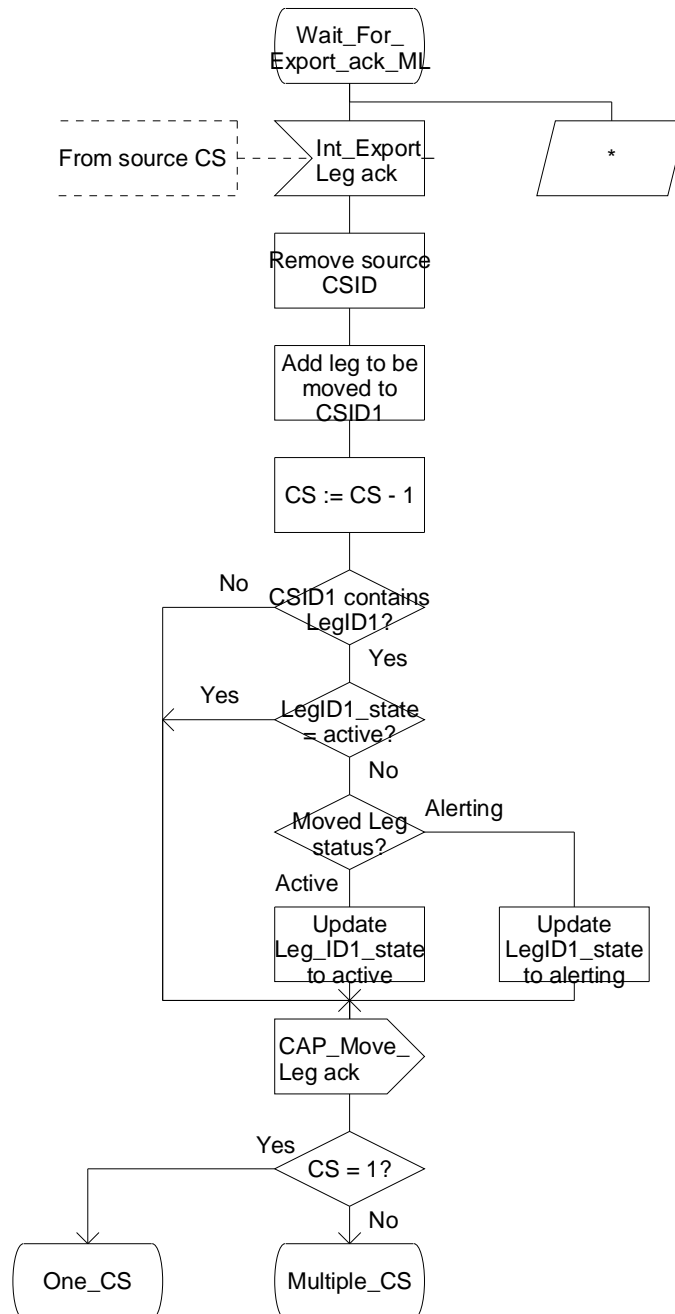 Wait_For_
Export_ack_ML
From source CS
Int_Export_
Leg ack
*
Remove source
CSID
Add leg to be
moved to
CSID1
CS := CS - 1
No
CSID1 contains
LegID1?
Yes
Yes
LegID1_state
= active?
No
Moved Leg
status?
Alerting
Active
Update
Leg_ID1_state
to active
Update
LegID1_state
to alerting
CAP_Move_
Leg ack
Yes
CS = 1?
No
One_CS
Multiple_CS